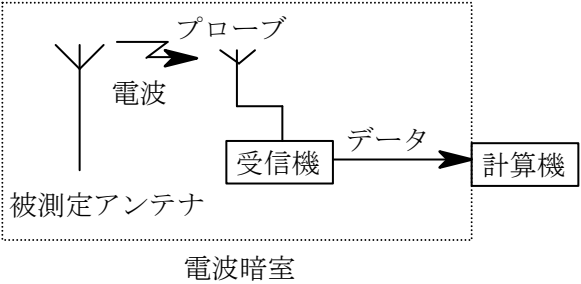 プローブ
電波
データ
受信機
計算機
被測定アンテナ
電波暗室